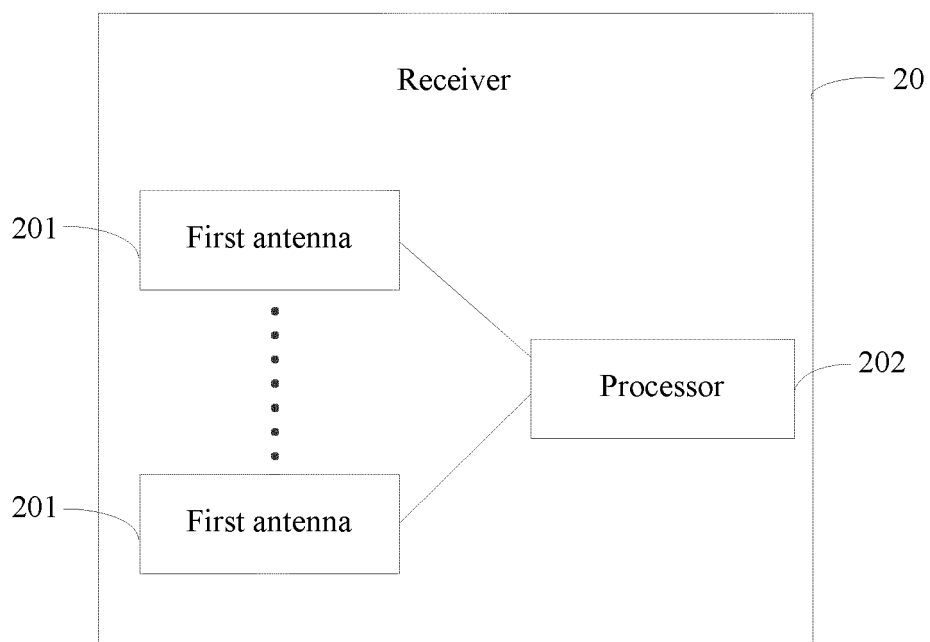 Receiver
20
201
First antenna
202
Processor
201
First antenna